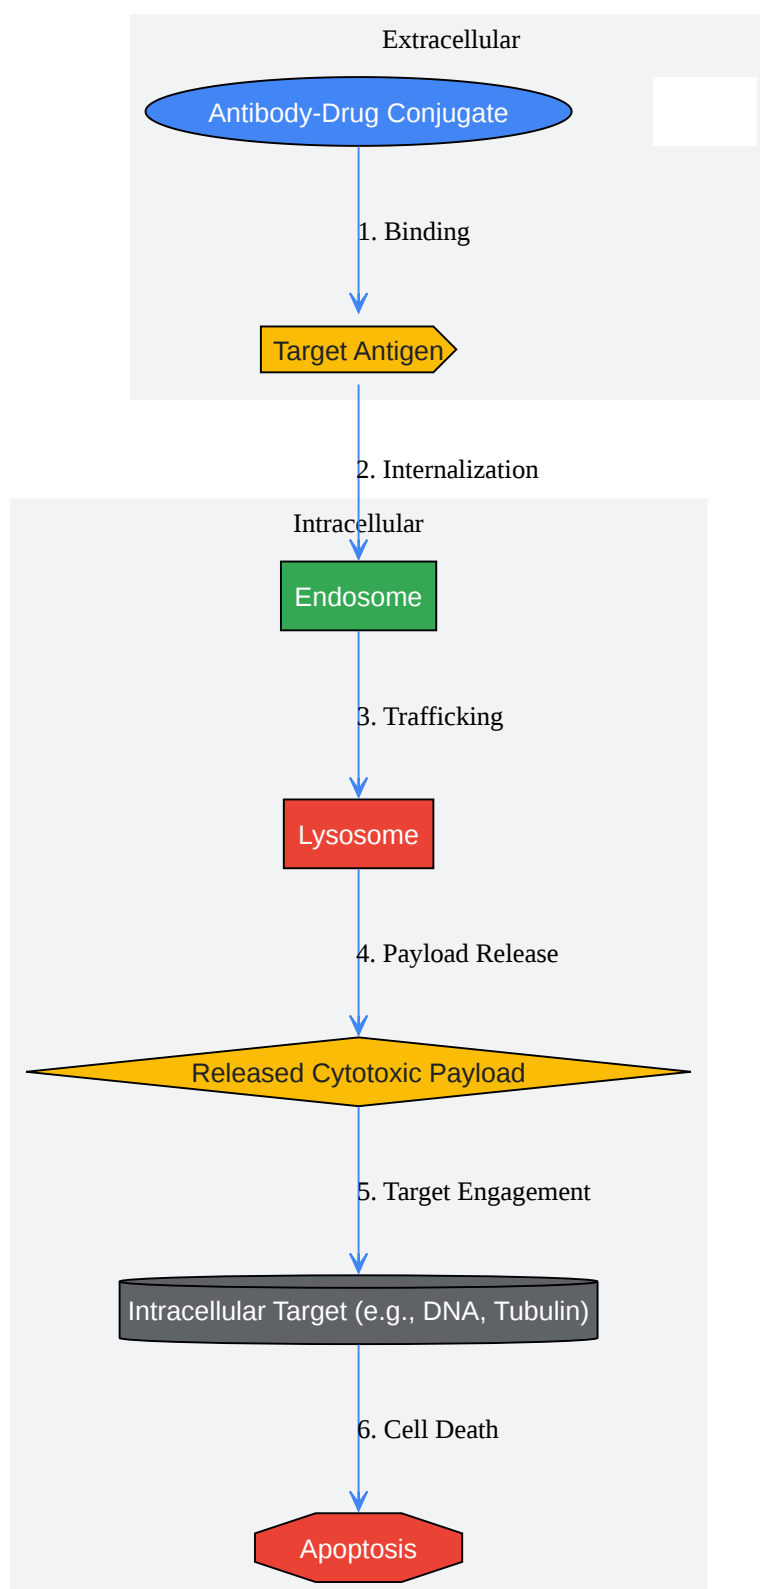 Extracellular
Antibody-Drug Conjugate
1. Binding
Target Antigen
2. Internalization
Intracellular
Endosome
3. Trafficking
Lysosome
4. Payload Release
Released Cytotoxic Payload
5. Target Engagement
Intracellular Target (e.g., DNA, Tubulin)
6. Cell Death
Apoptosis